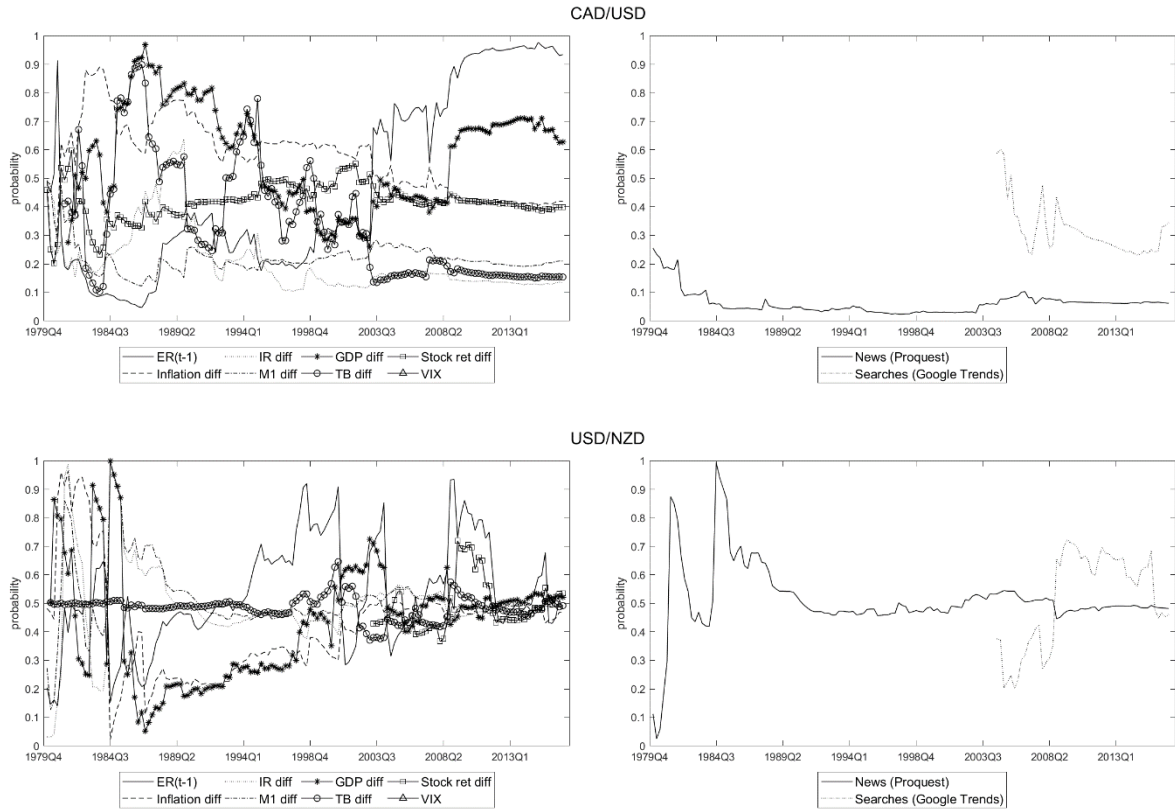 CAD/USD
1
0.9
0.8
0.7
0.6
0.5
0.4
0.3
0.2
0.1
0
probability
1979Q4 1984Q3 1989Q2 1994Q1 1998Q4 2003Q3 2008Q2 2013Q1
ER(t-1) IR diff GDP diff Stock ret diff
Inflation diff M1 diff TB diff VIX
1
0.9
0.8
0.7
0.6
0.5
0.4
0.3
0.2
0.1
0
probability
1979Q4 1984Q3 1989Q2 1994Q1 1998Q4 2003Q3 2008Q2 2013Q1
News (Proquest)
Searches (Google Trends)
USD/NZD
1
0.9
0.8
0.7
0.6
0.5
0.4
0.3
0.2
0.1
0
probability
1979Q4 1984Q3 1989Q2 1994Q1 1998Q4 2003Q3 2008Q2 2013Q1
ER(t-1) IR diff GDP diff Stock ret diff
Inflation diff M1 diff TB diff VIX
1
0.9
0.8
0.7
0.6
0.5
0.4
0.3
0.2
0.1
0
probability
1979Q4 1984Q3 1989Q2 1994Q1 1998Q4 2003Q3 2008Q2 2013Q1
News (Proquest)
Searches (Google Trends)